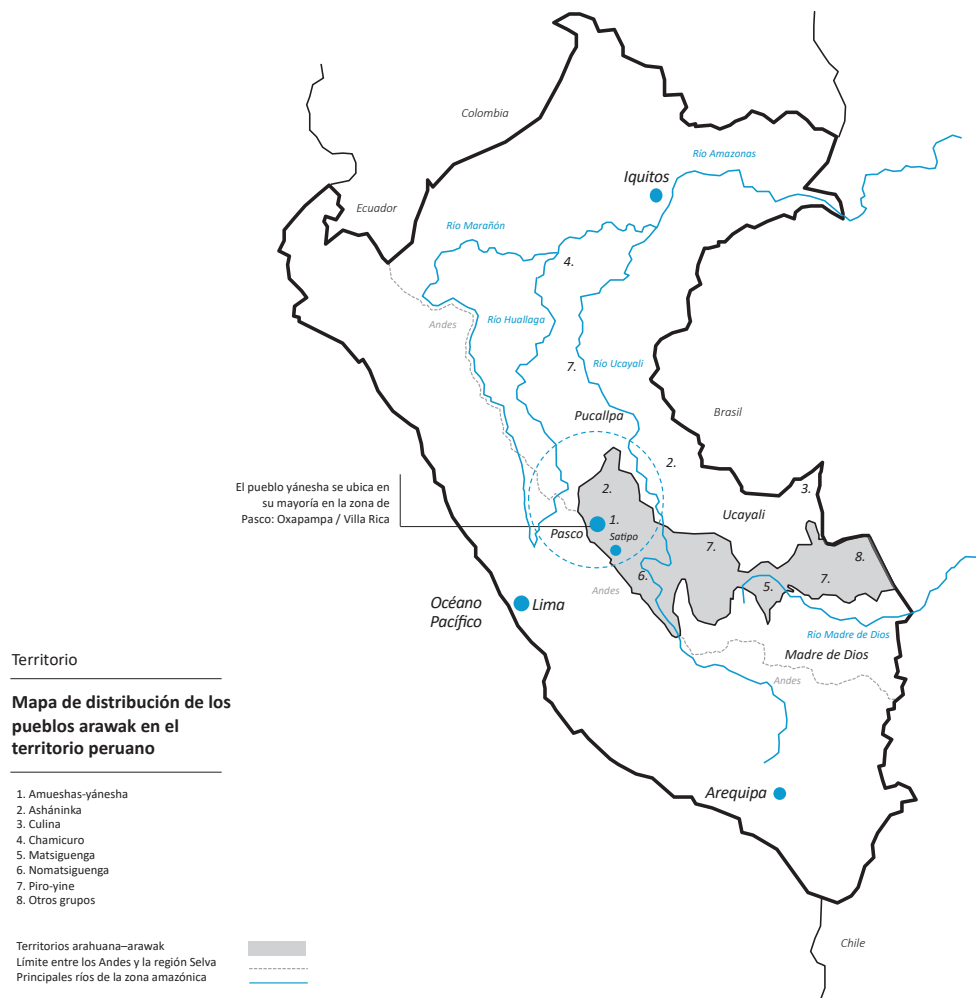 Colombia
Río Amazonas
Iquitos
Ecuador
Río Marañón
4.
Andes
Río Huallaga
7.
Río Ucayali
Brasil
Pucallpa
2.
3.
El pueblo yánesha se ubica en
su mayoría en la zona de
Pasco: Oxapampa / Villa Rica
2.
Ucayali
1.
Pasco
Satipo
7.
8.
6.
7.
5.
Andes
Océano
Pacífico
Lima
Río Madre de Dios
Madre de Dios
Andes
Territorio
Mapa de distribución de los
pueblos arawak en el
territorio peruano
1. Amueshas-yánesha
2. Asháninka
3. Culina
4. Chamicuro
5. Matsiguenga
6. Nomatsiguenga
7. Piro-yine
8. Otros grupos
Arequipa
Territorios arahuana–arawak
Límite entre los Andes y la región Selva
Principales ríos de la zona amazónica
Chile